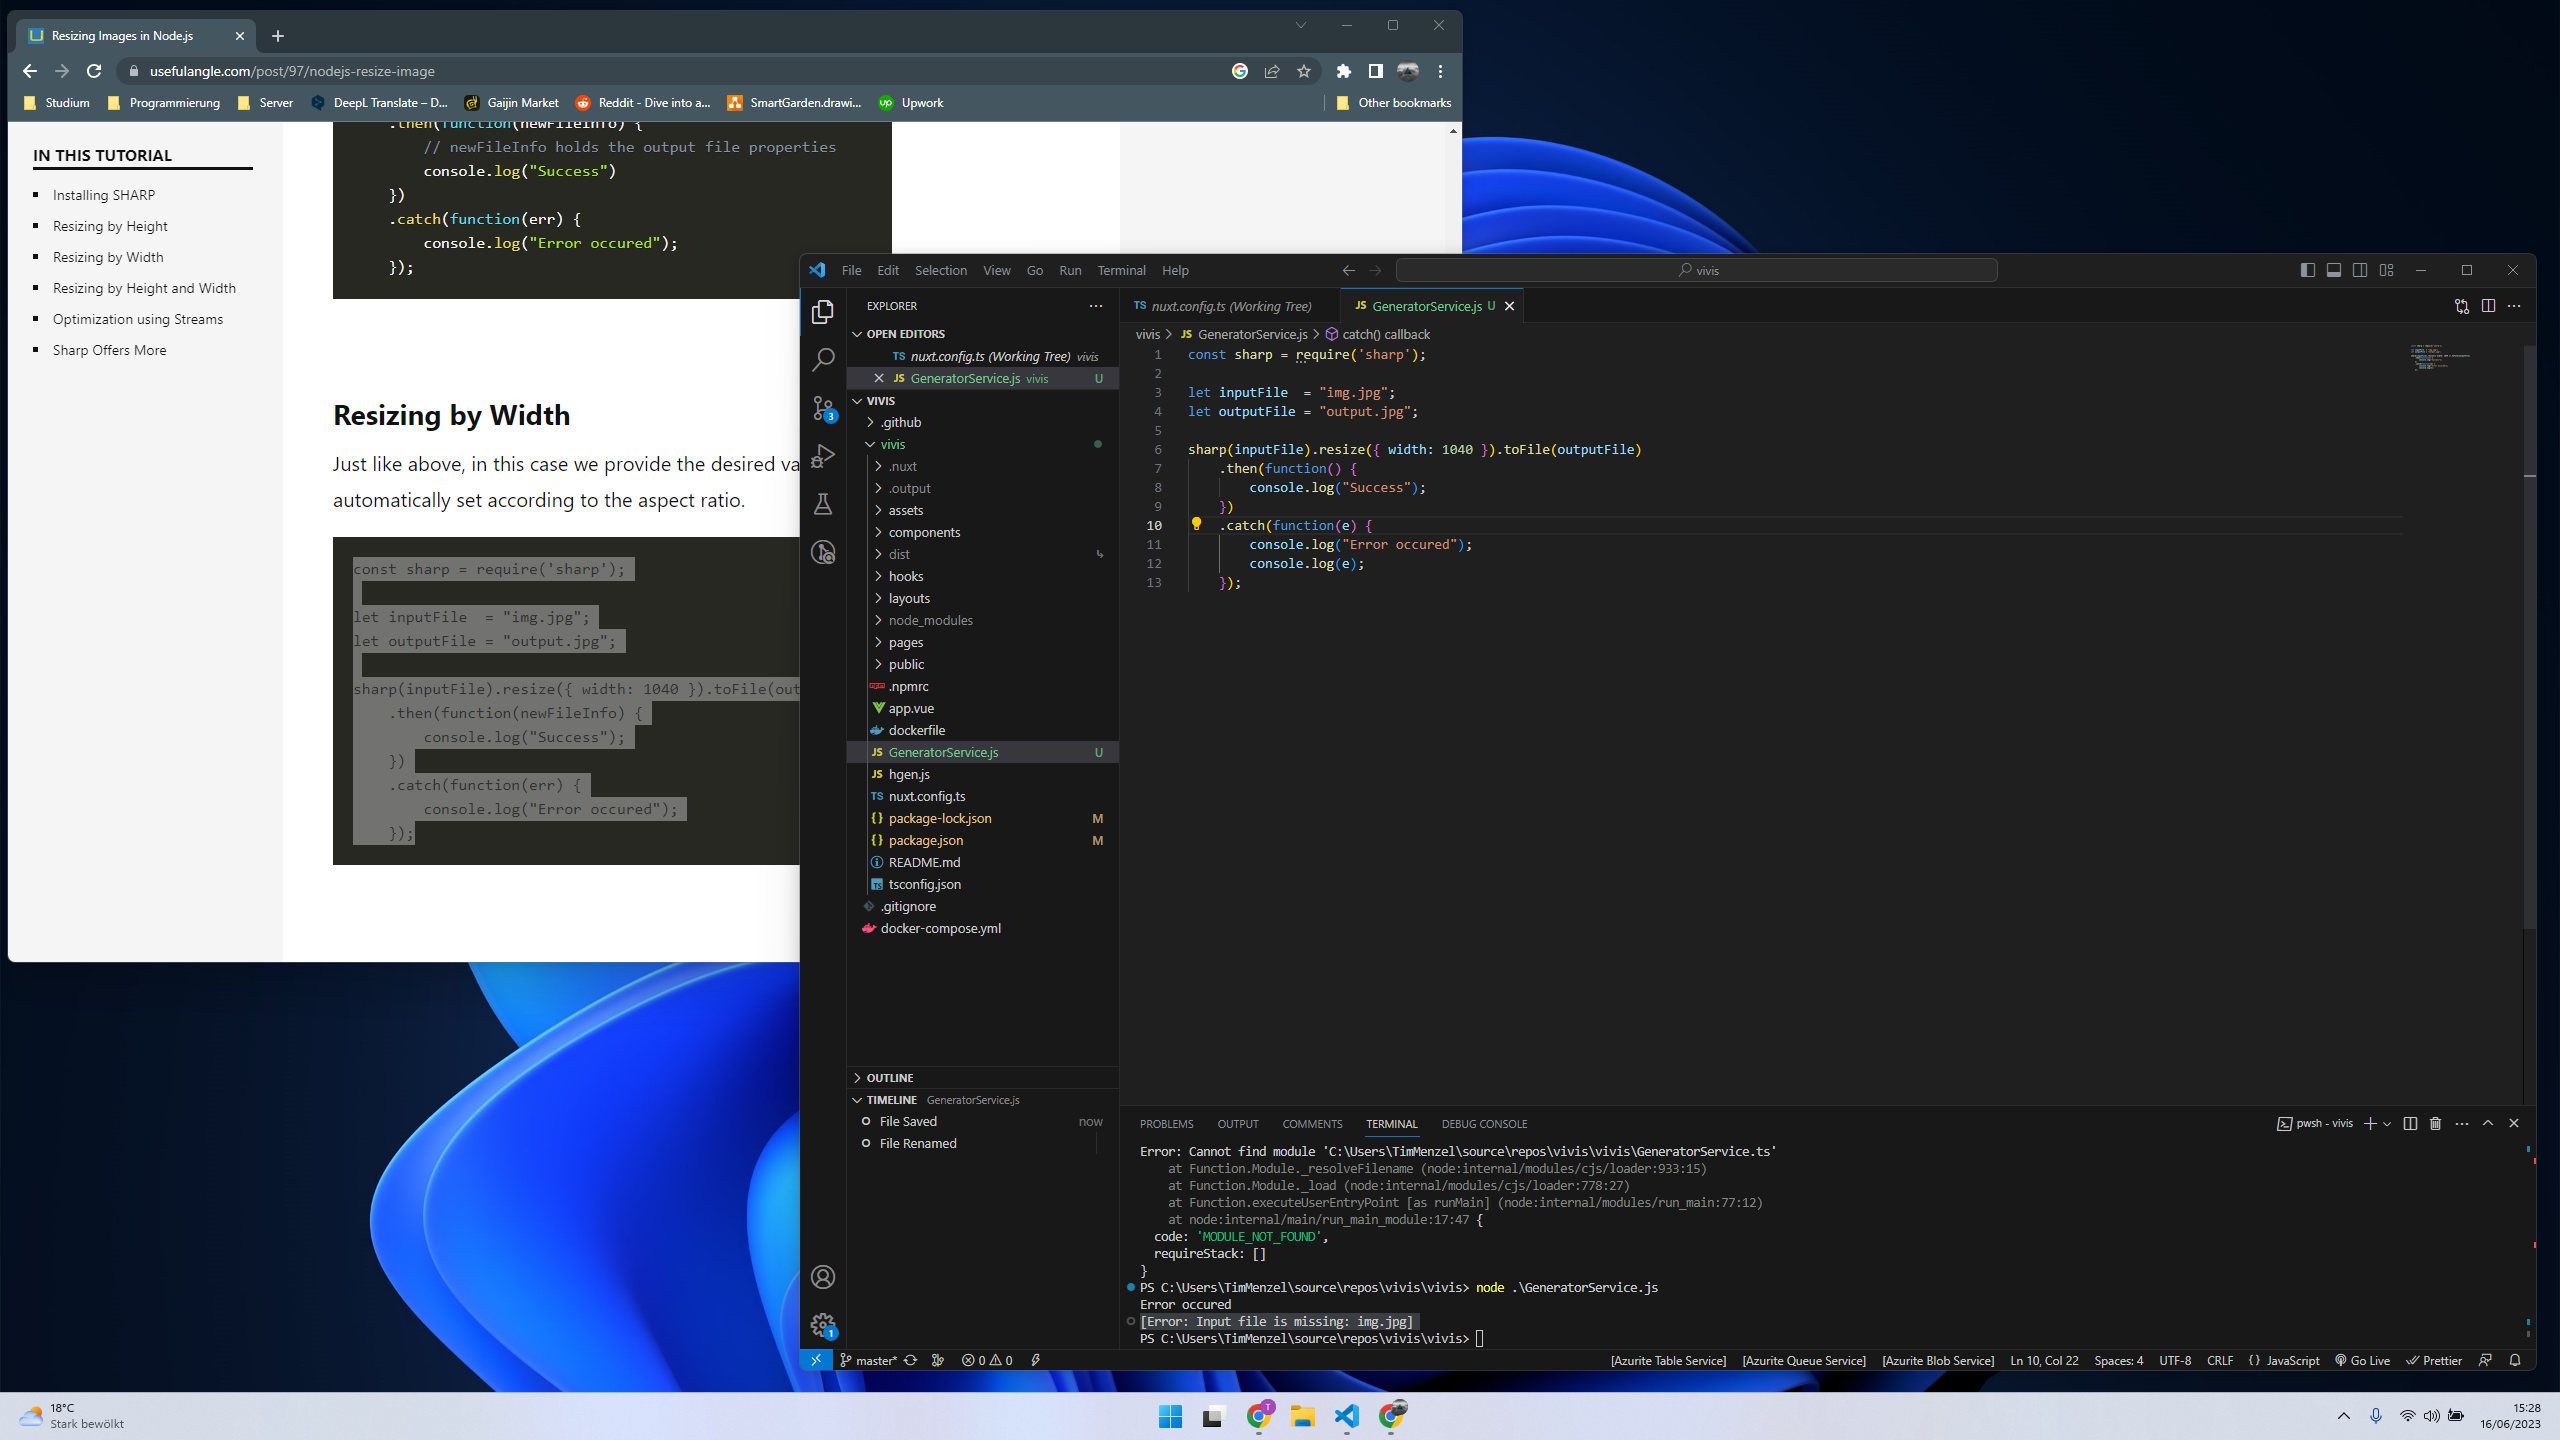 Resizing Images in Node.js
usefulangle.com/post/97/nodejs-resize-image
Studium
Programmierung
Server
DeepL Translate – D...
Gaijin Market
Reddit - Dive into a...
SmartGarden.drawi...
Upwork
Other bookmarks
IN THIS TUTORIAL
Installing SHARP
Resizing by Height
Resizing by Width
Resizing by Height and Width
Optimization using Streams
Sharp Offers More
.then(function(newFileInfo) {
// newFileInfo holds the output file properties
console.log("Success")
})
.catch(function(err) {
console.log("Error occured");
});
Resizing by Width
Just like above, in this case we provide the desired va
automatically set according to the aspect ratio.
const sharp = require('sharp');
let inputFile  = "img.jpg";
let outputFile = "output.jpg";
sharp(inputFile).resize({ width: 1040 }).toFile(out
.then(function(newFileInfo) {
console.log("Success");
})
.catch(function(err) {
console.log("Error occured");
});
File Edit Selection View Go Run Terminal Help
vivis
EXPLORER
OPEN EDITORS
TS nuxt.config.ts (Working Tree) vivis
JS GeneratorService.js vivis U
VIVIS
.github
vivis
.nuxt
.output
assets
components
dist
hooks
layouts
node_modules
pages
public
.npmrc
app.vue
dockerfile
JS GeneratorService.js U
JS hgen.js
TS nuxt.config.ts
{} package-lock.json M
{} package.json M
README.md
tsconfig.json
.gitignore
docker-compose.yml
OUTLINE
TIMELINE GeneratorService.js
File Saved now
File Renamed
3
1
TS nuxt.config.ts (Working Tree)
JS GeneratorService.js U
vivis > JS GeneratorService.js > catch() callback
1 const sharp = require('sharp');
2
3 let inputFile  = "img.jpg";
4 let outputFile = "output.jpg";
5
6 sharp(inputFile).resize({ width: 1040 }).toFile(outputFile)
7 .then(function() {
8 console.log("Success");
9 })
10 .catch(function(e) {
11 console.log("Error occured");
12 console.log(e);
13 });
PROBLEMS OUTPUT COMMENTS TERMINAL DEBUG CONSOLE
pwsh - vivis
Error: Cannot find module 'C:\Users\TimMenzel\source\repos\vivis\vivis\GeneratorService.ts'
at Function.Module._resolveFilename (node:internal/modules/cjs/loader:933:15)
at Function.Module._load (node:internal/modules/cjs/loader:778:27)
at Function.executeUserEntryPoint [as runMain] (node:internal/modules/run_main:77:12)
at node:internal/main/run_main_module:17:47 {
code: 'MODULE_NOT_FOUND',
requireStack: []
}
PS C:\Users\TimMenzel\source\repos\vivis\vivis> node .\GeneratorService.js
Error occured
[Error: Input file is missing: img.jpg]
PS C:\Users\TimMenzel\source\repos\vivis\vivis>
master* 0 0 [Azurite Table Service] [Azurite Queue Service] [Azurite Blob Service] Ln 10, Col 22 Spaces: 4 UTF-8 CRLF {} JavaScript Go Live Prettier
18°C
Stark bewölkt
T
15:28
16/06/2023